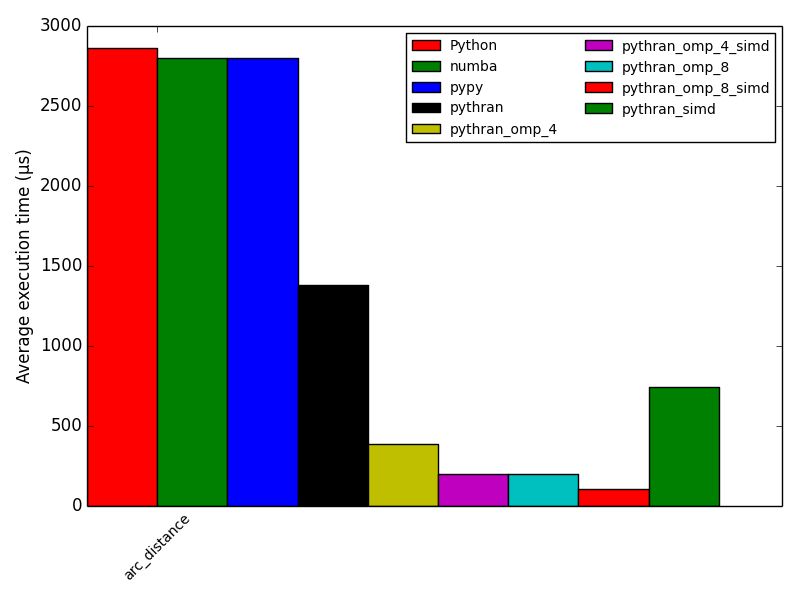 3000
2500
2000
1500
1000
500
0
Average execution time (µs)
arc_distance
Python
numba
pypy
pythran
pythran_omp_4
pythran_omp_4_simd
pythran_omp_8
pythran_omp_8_simd
pythran_simd